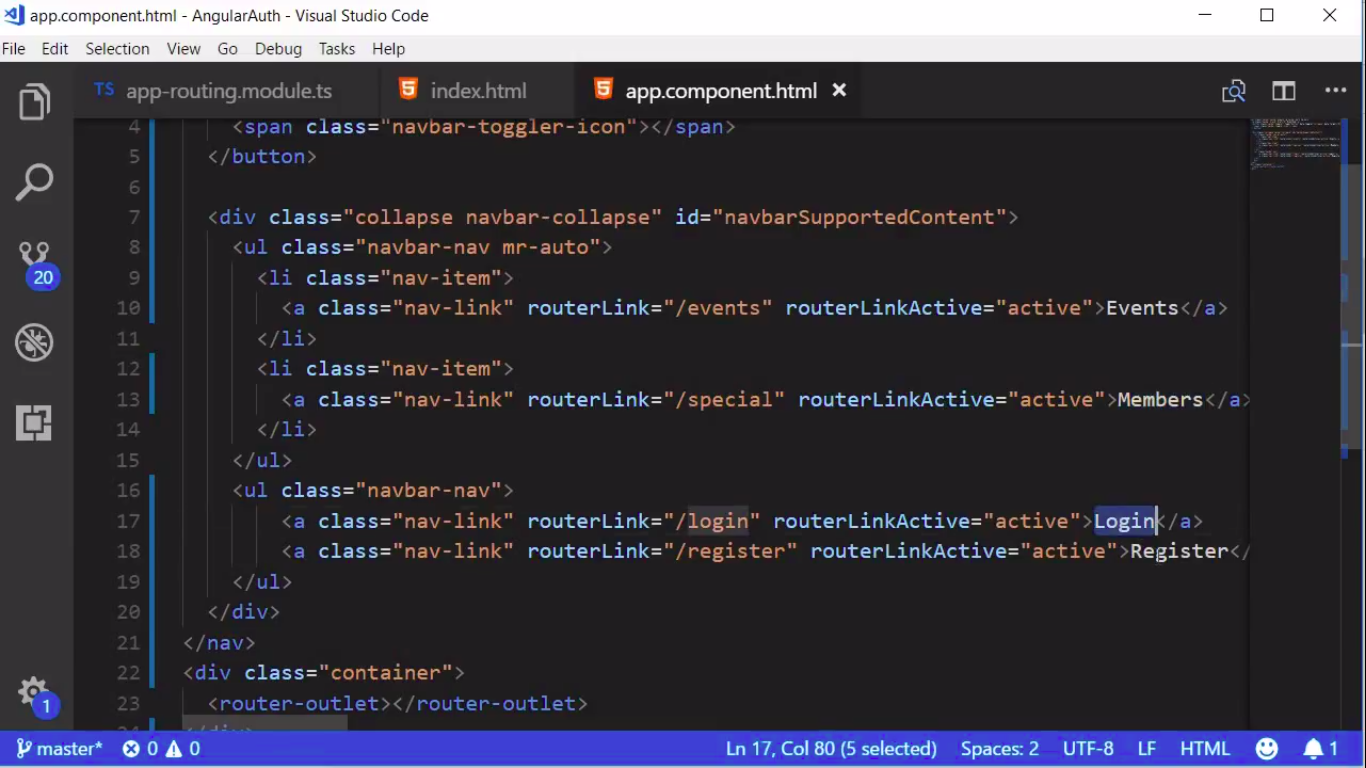 app.component.html - AngularAuth - Visual Studio Code
File Edit Selection View Go Debug Tasks Help
TS app-routing.module.ts index.html app.component.html
4 <span class="navbar-toggler-icon"></span>
5 </button>
6
7 <div class="collapse navbar-collapse" id="navbarSupportedContent">
8 <ul class="navbar-nav mr-auto">
9 <li class="nav-item">
10 <a class="nav-link" routerLink="/events" routerLinkActive="active">Events</a>
11 </li>
12 <li class="nav-item">
13 <a class="nav-link" routerLink="/special" routerLinkActive="active">Members</a>
14 </li>
15 </ul>
16 <ul class="navbar-nav">
17 <a class="nav-link" routerLink="/login" routerLinkActive="active">Login</a>
18 <a class="nav-link" routerLink="/register" routerLinkActive="active">Register</
19 </ul>
20 </div>
21 </nav>
22 <div class="container">
23 <router-outlet></router-outlet>
24 </div>
20
1
master* 0 0 Ln 17, Col 80 (5 selected) Spaces: 2 UTF-8 LF HTML 1